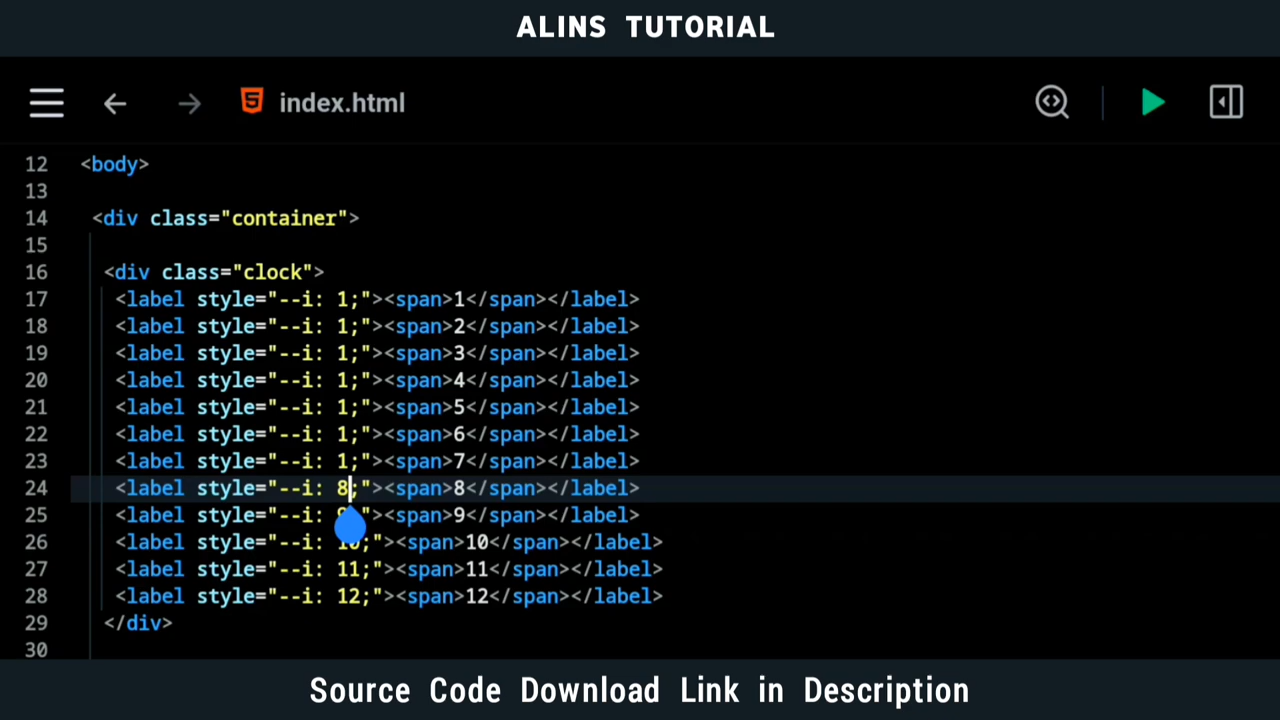 ALINS TUTORIAL
index.html
12 <body>
13
14 <div class="container">
15
16 <div class="clock">
17 <label style="--i: 1;"><span>1</span></label>
18 <label style="--i: 1;"><span>2</span></label>
19 <label style="--i: 1;"><span>3</span></label>
20 <label style="--i: 1;"><span>4</span></label>
21 <label style="--i: 1;"><span>5</span></label>
22 <label style="--i: 1;"><span>6</span></label>
23 <label style="--i: 1;"><span>7</span></label>
24 <label style="--i: 8;"><span>8</span></label>
25 <label style="--i: ;"><span>9</span></label>
26 <label style="--i: 10;"><span>10</span></label>
27 <label style="--i: 11;"><span>11</span></label>
28 <label style="--i: 12;"><span>12</span></label>
29 </div>
30
Source Code Download Link in Description